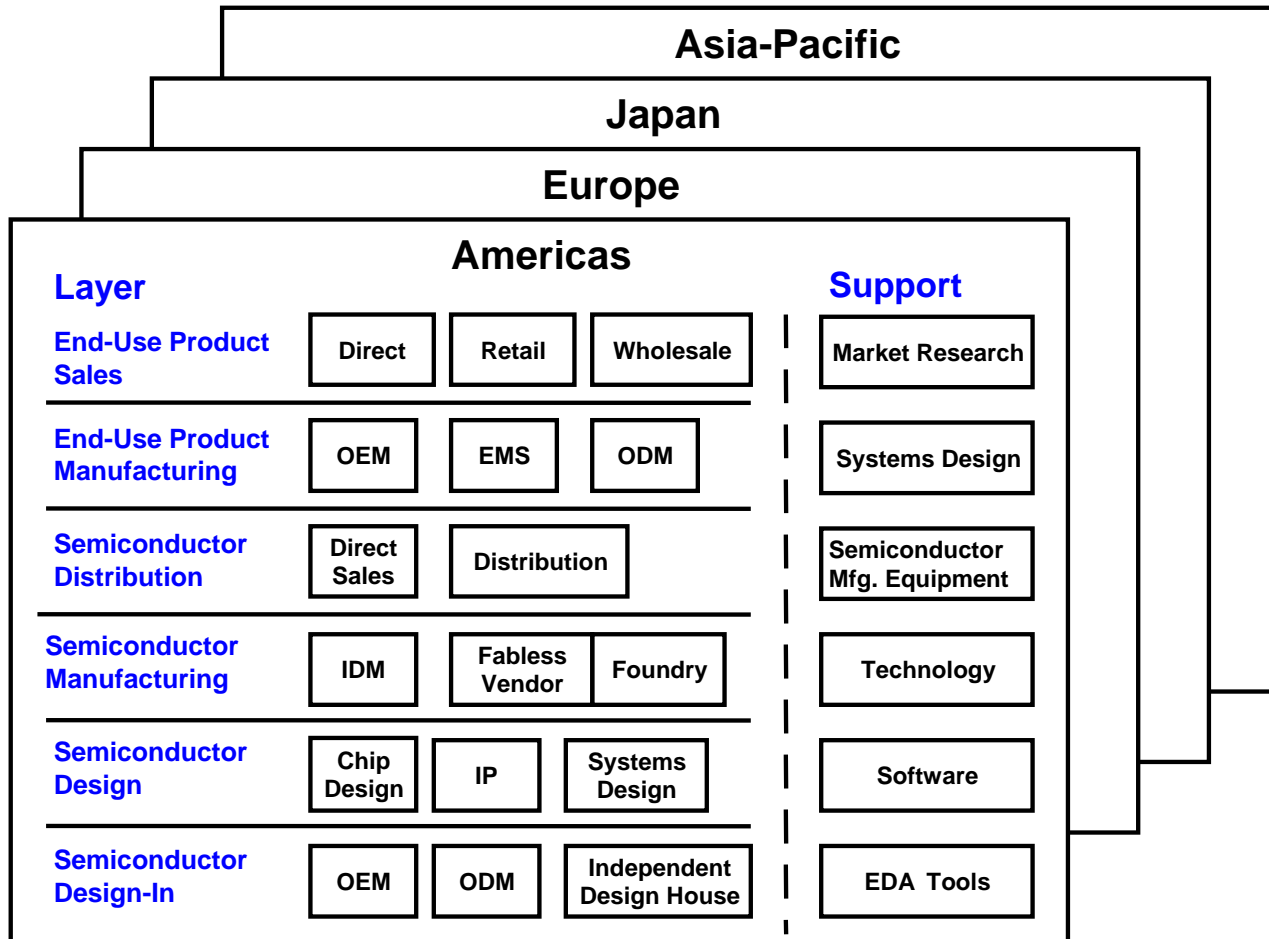 Asia-Pacific
Japan
Europe
Americas
Layer
Support
End-Use Product
Sales
Direct
Retail
Wholesale
Market Research
End-Use Product
Manufacturing
OEM
EMS
ODM
Systems Design
Semiconductor
Distribution
Direct
Sales
Distribution
Semiconductor
Mfg. Equipment
Semiconductor
Manufacturing
IDM
Fabless
Vendor
Foundry
Technology
Semiconductor
Design
Chip
Design
IP
Systems
Design
Software
Semiconductor
Design-In
OEM
ODM
Independent
Design House
EDA Tools